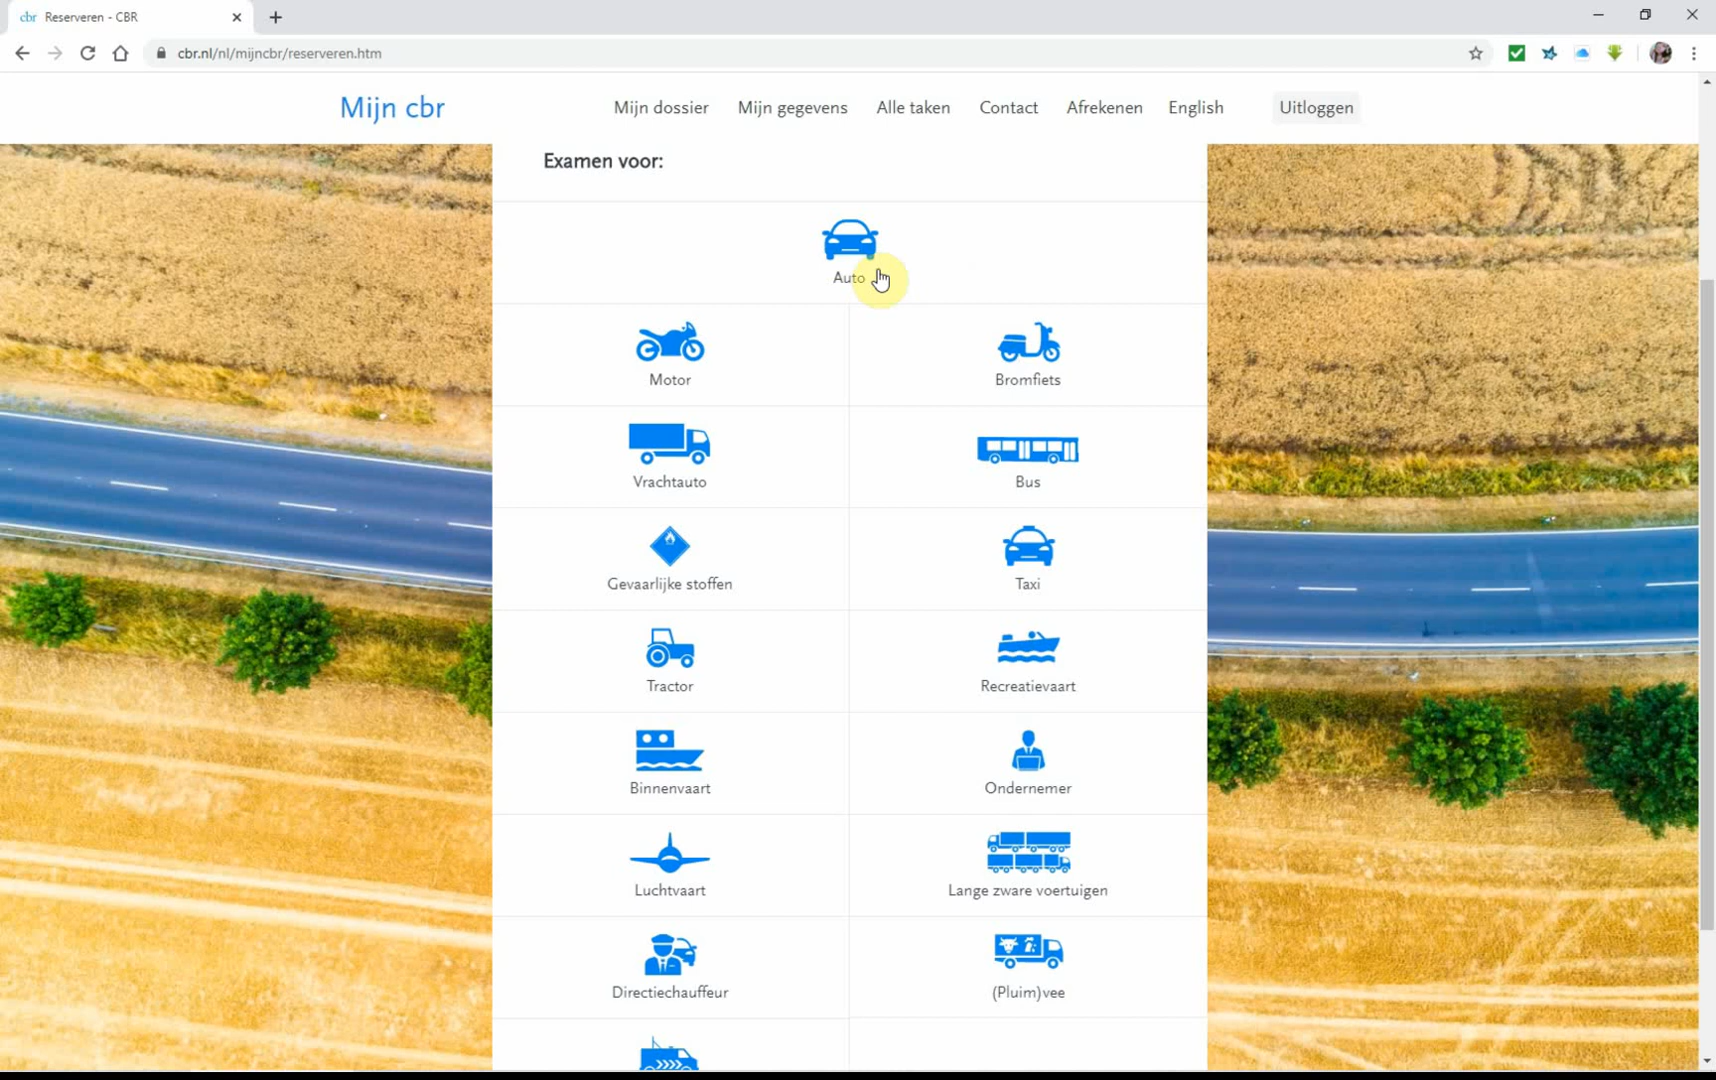 cbr Reserveren - CBR
cbr.nl/nl/mijncbr/reserveren.htm
Mijn cbr Mijn dossier Mijn gegevens Alle taken Contact Afrekenen English Uitloggen
Examen voor:
Auto
Motor Bromfiets
Vrachtauto Bus
Gevaarlijke stoffen Taxi
Tractor Recreatievaart
Binnenvaart Ondernemer
Luchtvaart Lange zware voertuigen
Directiechauffeur (Pluim)vee